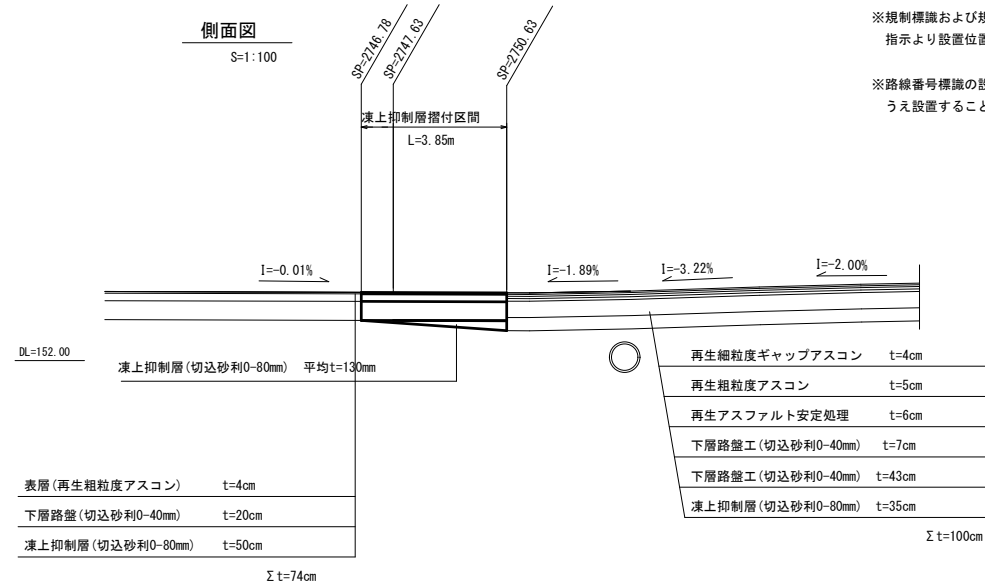 側面図
S=1:100
SP=2746.78
SP=2747.63
SP=2750.63
※規制標識および規
指示より設置位置
※路線番号標識の設
うえ設置すること
凍上抑制層摺付区間
L=3.85m
I=-0.01%
I=-1.89%
I=-3.22%
I=-2.00%
DL=152.00
凍上抑制層(切込砂利0-80mm) 平均t=130mm
再生細粒度ギャップアスコン t=4cm
再生粗粒度アスコン t=5cm
再生アスファルト安定処理 t=6cm
下層路盤工(切込砂利0-40mm) t=7cm
下層路盤工(切込砂利0-40mm) t=43cm
凍上抑制層(切込砂利0-80mm) t=35cm
Σt=100cm
表層(再生粗粒度アスコン) t=4cm
下層路盤(切込砂利0-40mm) t=20cm
凍上抑制層(切込砂利0-80mm) t=50cm
Σt=74cm